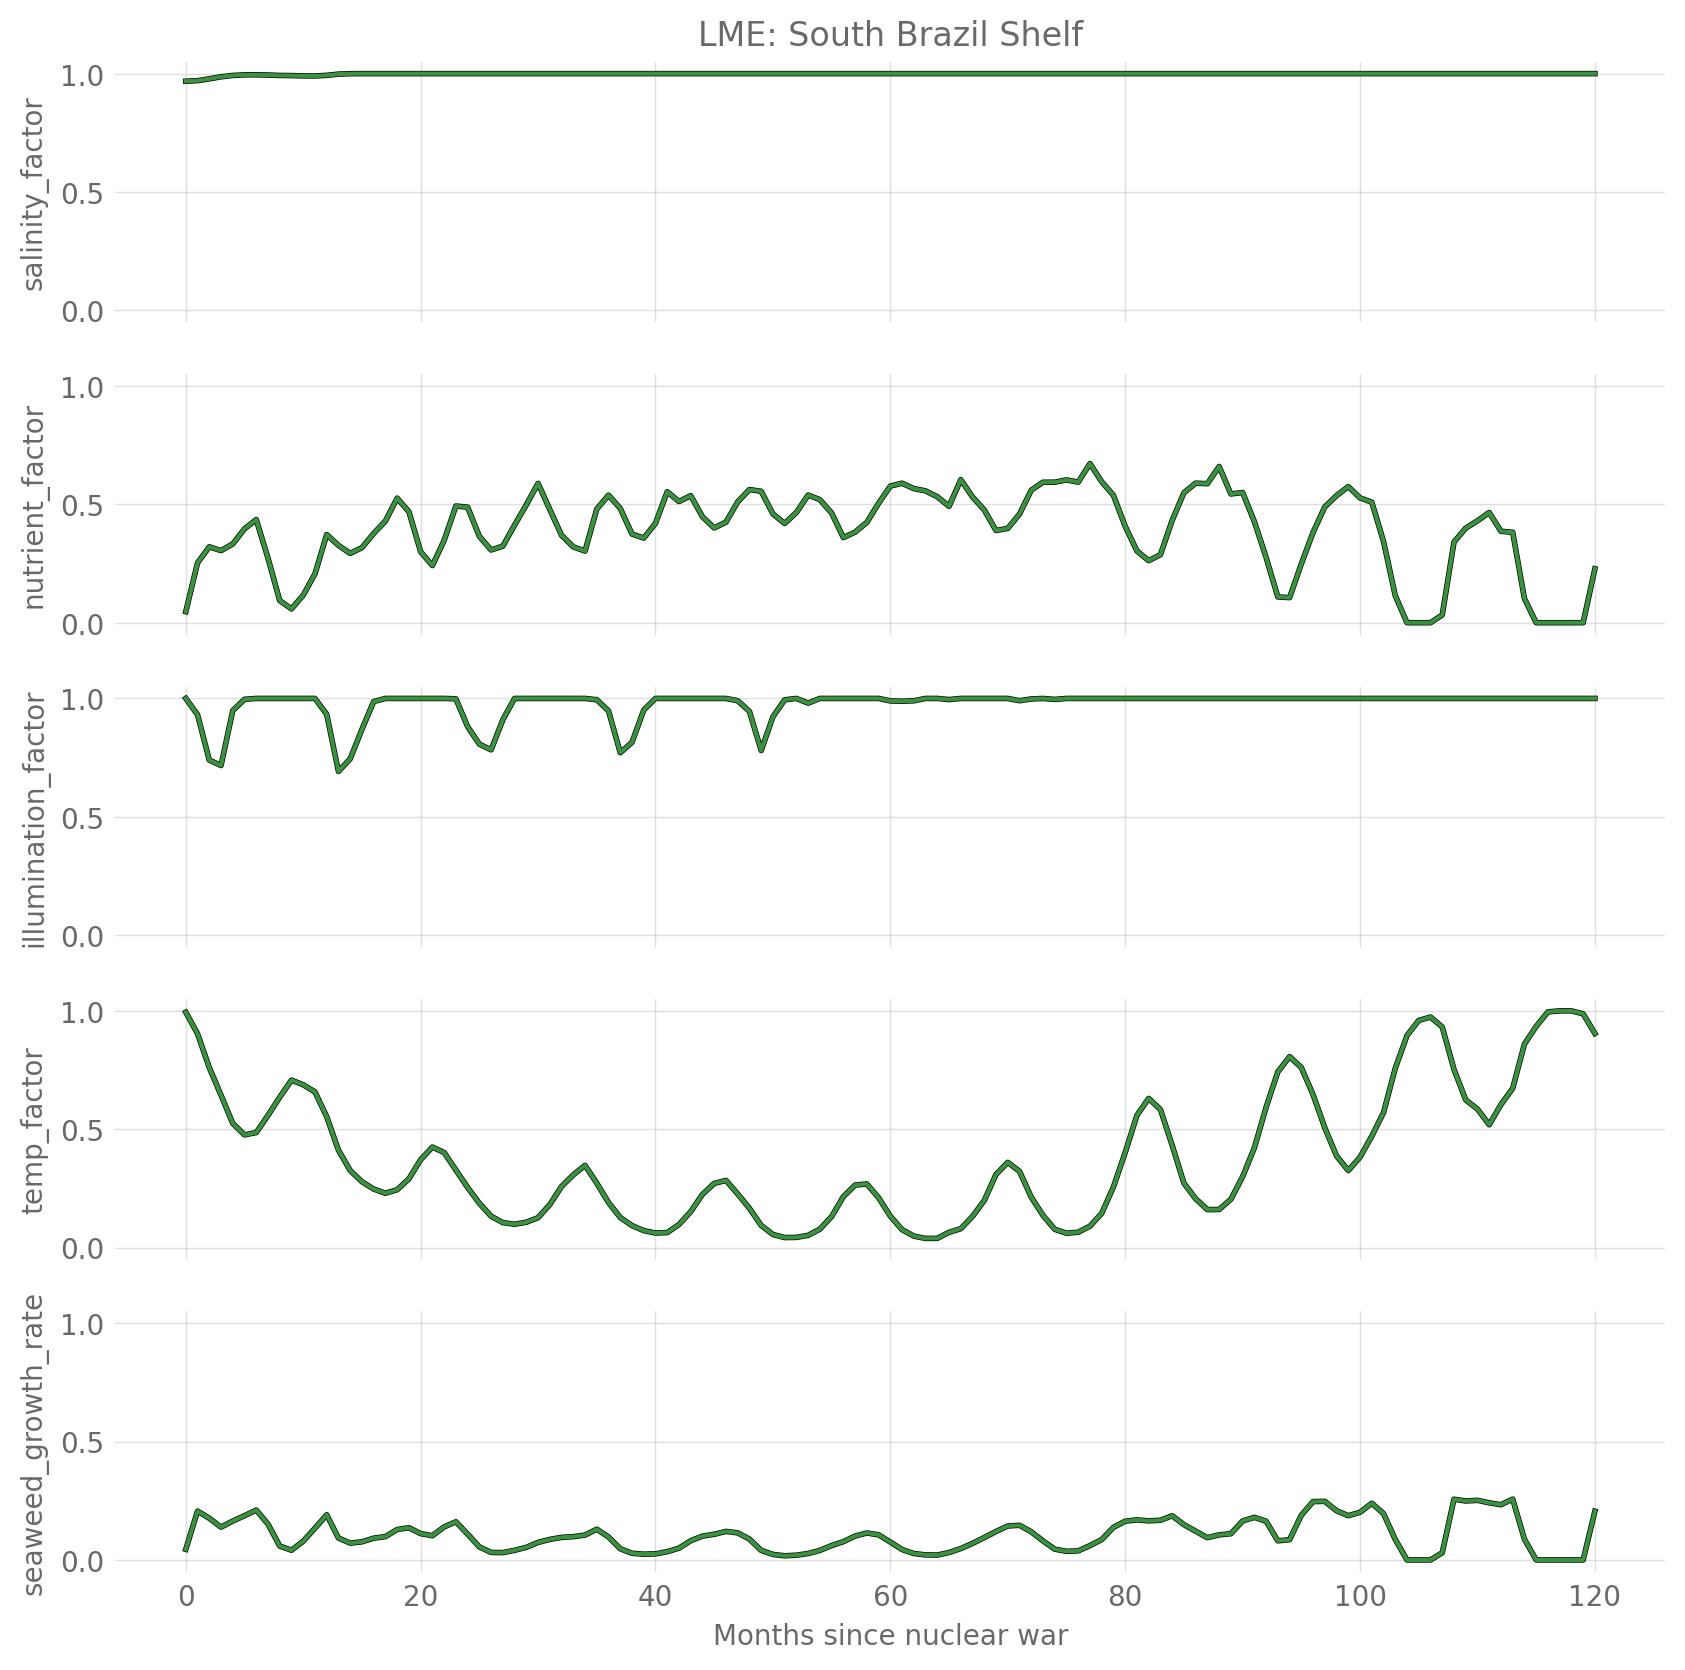 LME: South Brazil Shelf
salinity_factor
1.0
0.5
0.0
nutrient_factor
1.0
0.5
0.0
illumination_factor
1.0
0.5
0.0
temp_factor
1.0
0.5
0.0
seaweed_growth_rate
1.0
0.5
0.0
0 20 40 60 80 100 120
Months since nuclear war